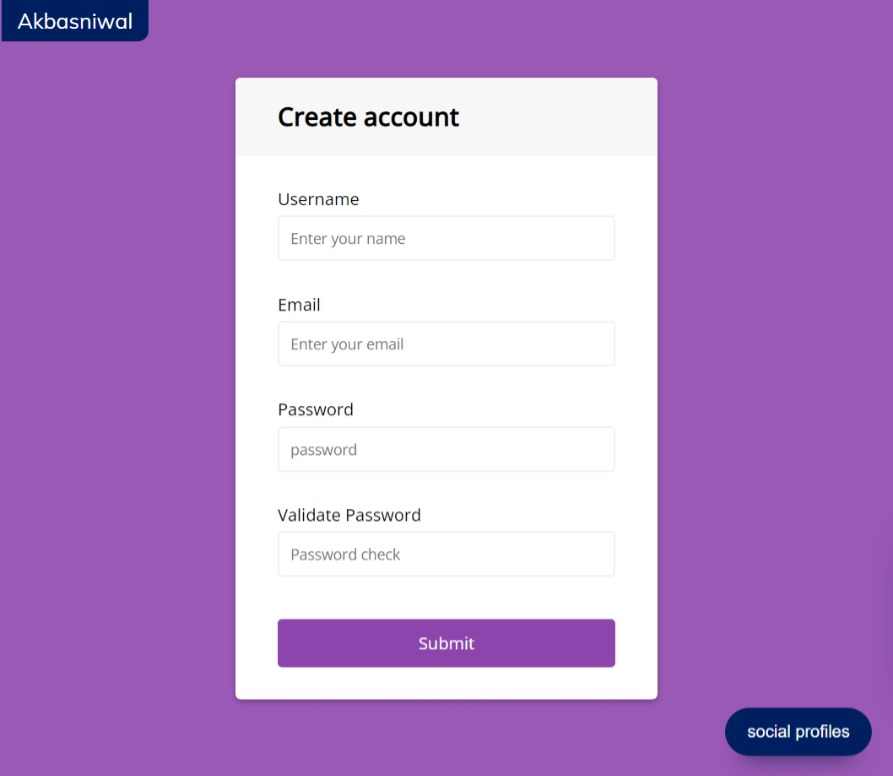 Akbasniwal
Create account
Username
Enter your name
Email
Enter your email
Password
password
Validate Password
Password check
Submit
social profiles